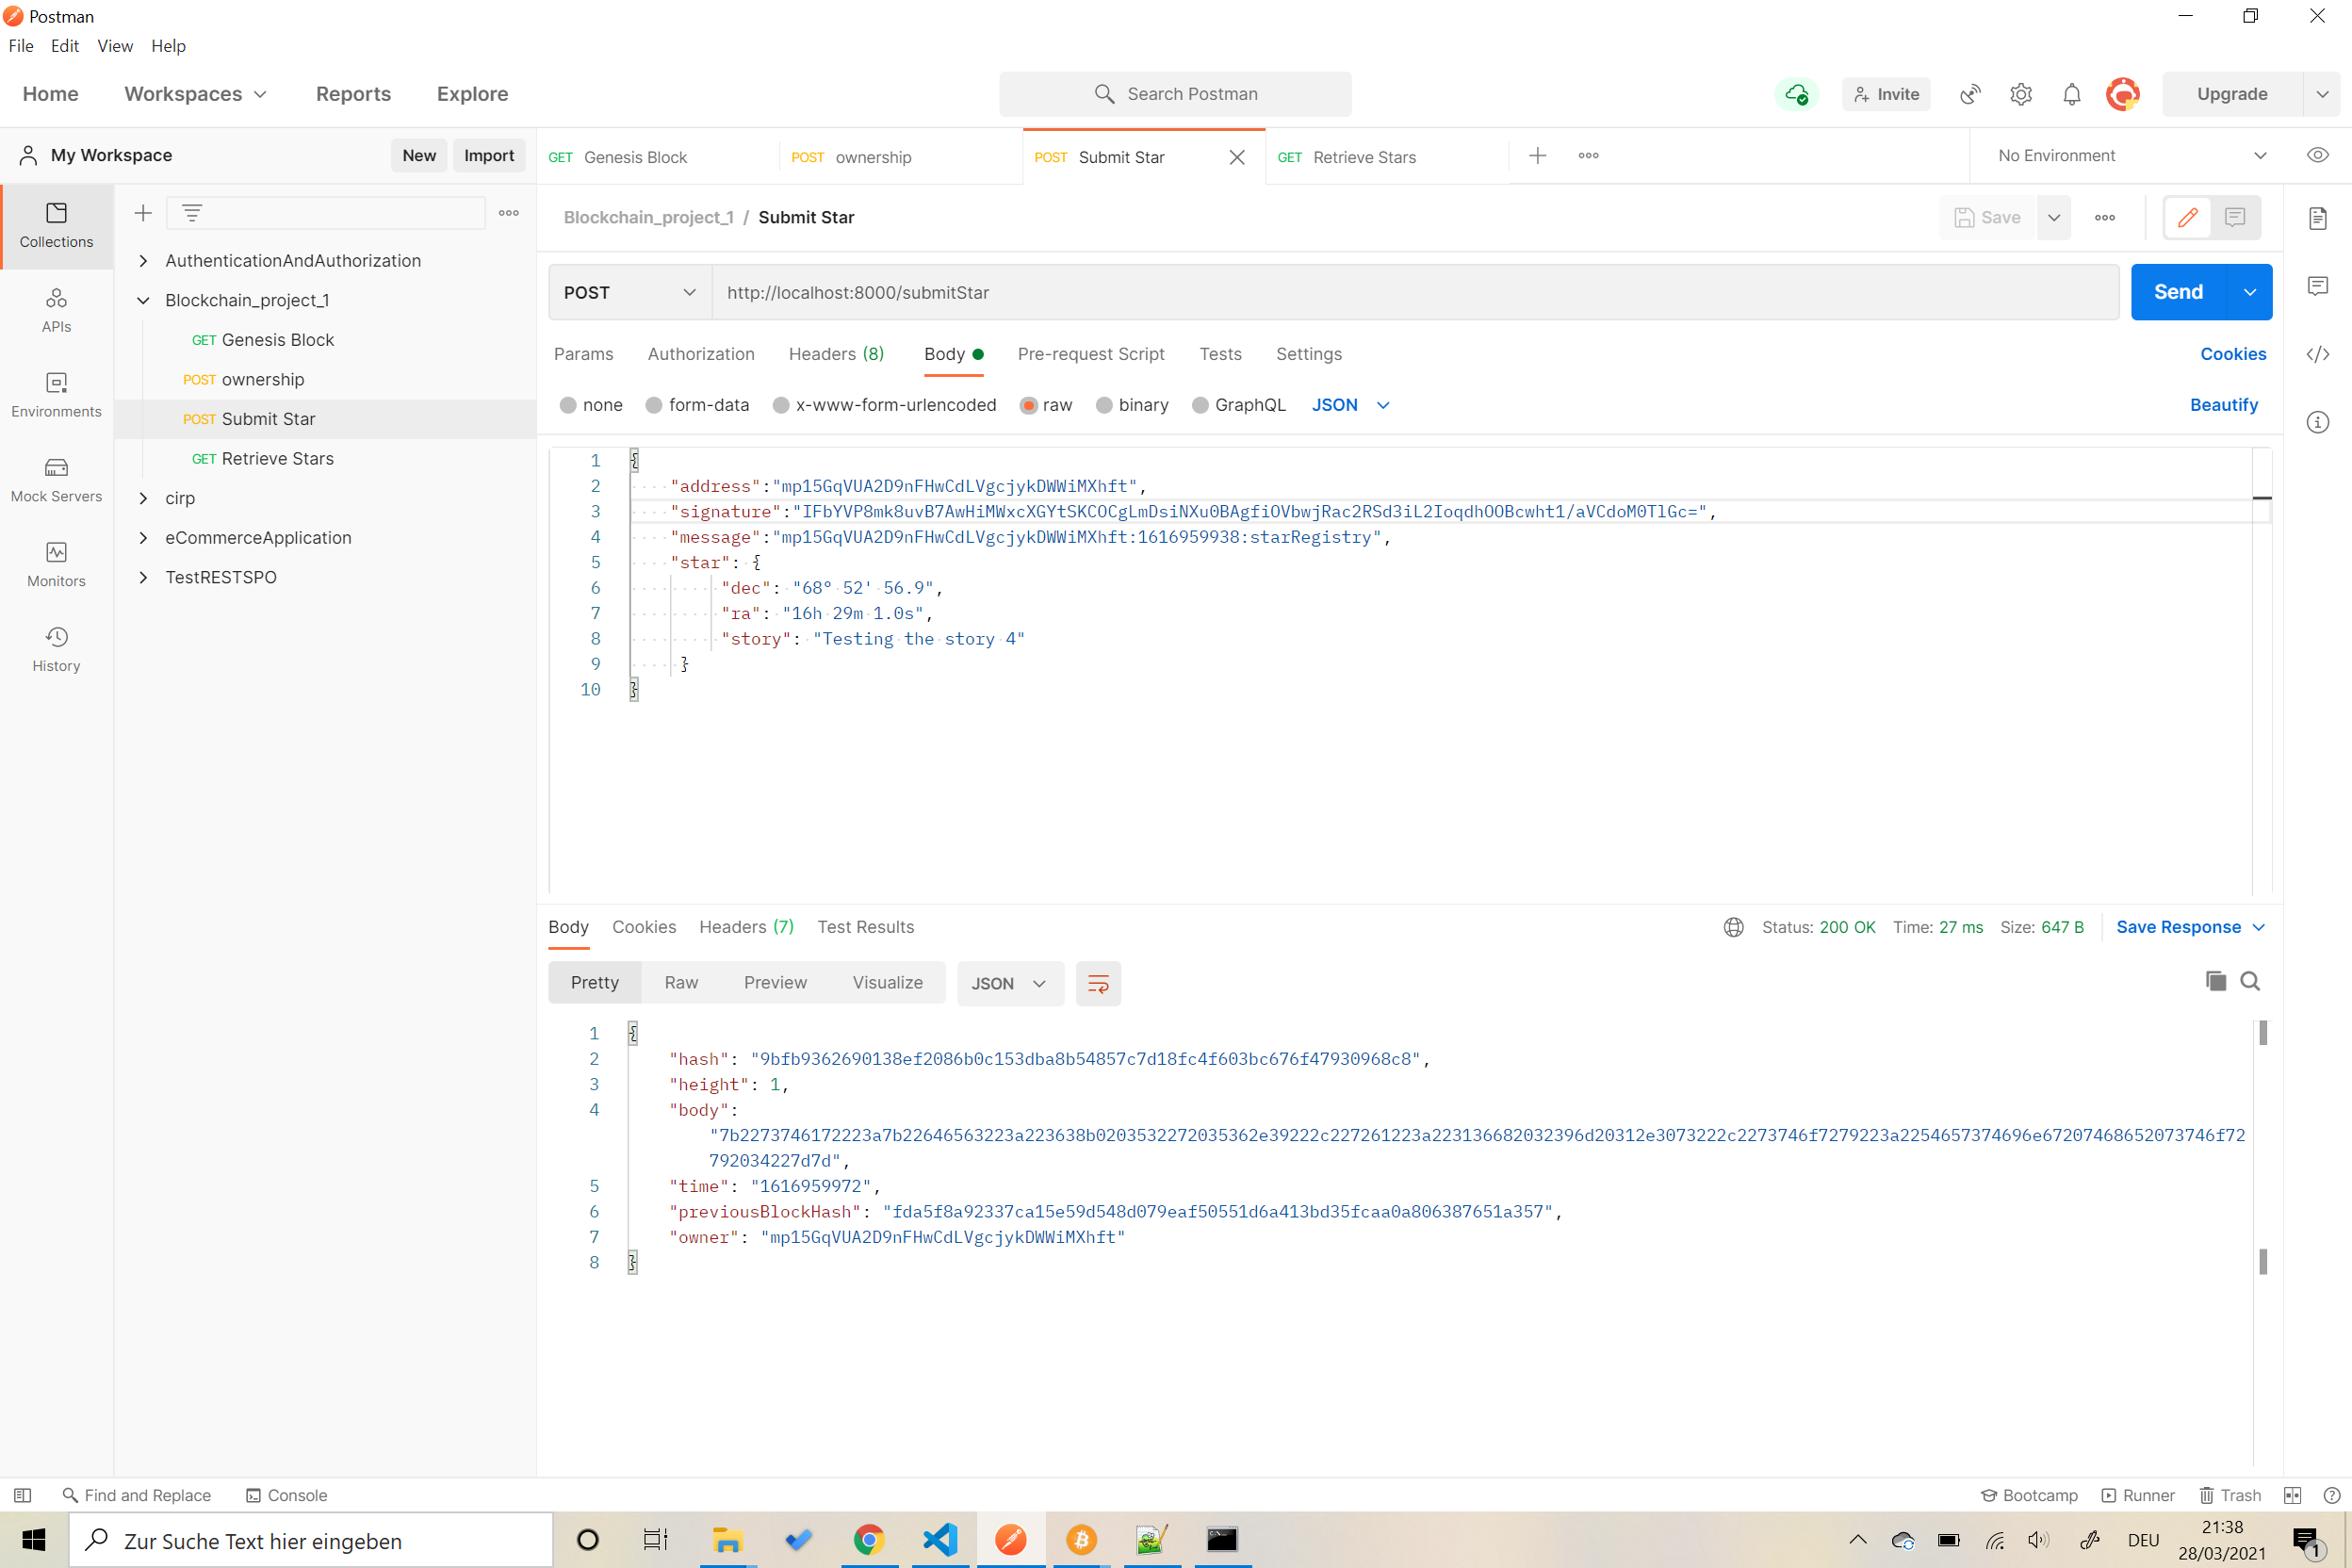 Postman
File Edit View Help
Home Workspaces Reports Explore Search Postman Invite Upgrade
My Workspace New Import GET Genesis Block POST ownership POST Submit Star GET Retrieve Stars No Environment
Blockchain_project_1 / Submit Star Save
Collections
APIs
Environments
Mock Servers
Monitors
History
AuthenticationAndAuthorization
Blockchain_project_1
GET Genesis Block
POST ownership
POST Submit Star
GET Retrieve Stars
cirp
eCommerceApplication
TestRESTSPO
POST http://localhost:8000/submitStar Send
Params Authorization Headers (8) Body Pre-request Script Tests Settings Cookies
none form-data x-www-form-urlencoded raw binary GraphQL JSON Beautify
1 {
2 "address":"mp15GqVUA2D9nFHwCdLVgcjykDWWiMXhft",
3 "signature":"IFbYVP8mk8uvB7AwHiMWxcXGYtSKCOCgLmDsiNXu0BAgfiOVbwjRac2RSd3iL2IoqdhOOBcwht1/aVCdoM0TlGc=",
4 "message":"mp15GqVUA2D9nFHwCdLVgcjykDWWiMXhft:1616959938:starRegistry",
5 "star": {
6 "dec": "68° 52' 56.9",
7 "ra": "16h 29m 1.0s",
8 "story": "Testing the story 4"
9 }
10 }
Body Cookies Headers (7) Test Results Status: 200 OK Time: 27 ms Size: 647 B Save Response
Pretty Raw Preview Visualize JSON
1 {
2 "hash": "9bfb9362690138ef2086b0c153dba8b54857c7d18fc4f603bc676f47930968c8",
3 "height": 1,
4 "body":
"7b2273746172223a7b22646563223a223638b0203532272035362e39222c227261223a223136682032396d20312e3073222c2273746f7279223a2254657374696e67207468652073746f72
792034227d7d",
5 "time": "1616959972",
6 "previousBlockHash": "fda5f8a92337ca15e59d548d079eaf50551d6a413bd35fcaa0a806387651a357",
7 "owner": "mp15GqVUA2D9nFHwCdLVgcjykDWWiMXhft"
8 }
Find and Replace Console Bootcamp Runner Trash
Zur Suche Text hier eingeben DEU 21:38
28/03/2021 1